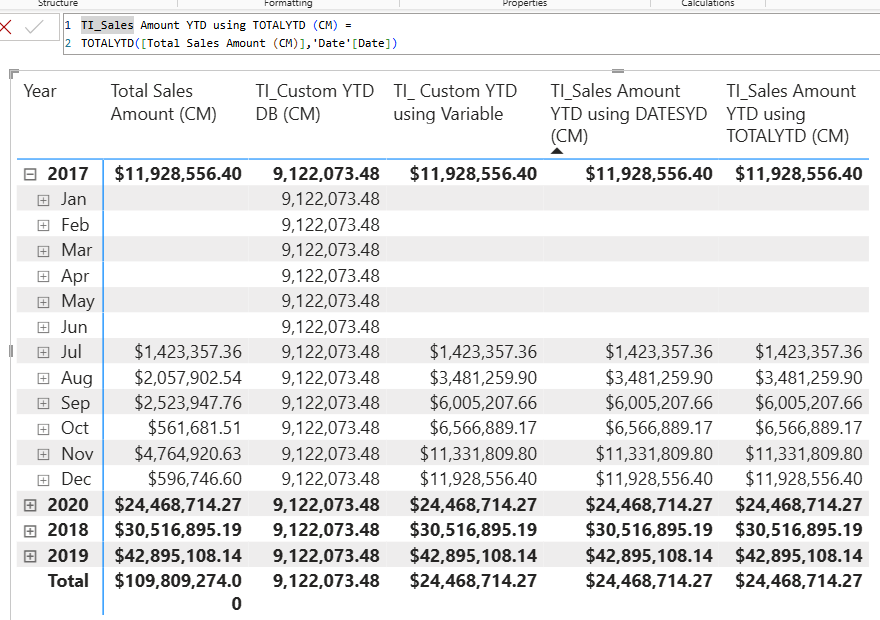 Structure Formatting Properties Calculations
1 TI_Sales Amount YTD using TOTALYTD (CM) =
2 TOTALYTD([Total Sales Amount (CM)],'Date'[Date])
Year Total Sales TI_Custom YTD TI_ Custom YTD TI_Sales Amount TI_Sales Amount
Amount (CM) DB (CM) using Variable YTD using DATESYD YTD using
(CM) TOTALYTD (CM)
2017 $11,928,556.40 9,122,073.48 $11,928,556.40 $11,928,556.40 $11,928,556.40
Jan 9,122,073.48
Feb 9,122,073.48
Mar 9,122,073.48
Apr 9,122,073.48
May 9,122,073.48
Jun 9,122,073.48
Jul $1,423,357.36 9,122,073.48 $1,423,357.36 $1,423,357.36 $1,423,357.36
Aug $2,057,902.54 9,122,073.48 $3,481,259.90 $3,481,259.90 $3,481,259.90
Sep $2,523,947.76 9,122,073.48 $6,005,207.66 $6,005,207.66 $6,005,207.66
Oct $561,681.51 9,122,073.48 $6,566,889.17 $6,566,889.17 $6,566,889.17
Nov $4,764,920.63 9,122,073.48 $11,331,809.80 $11,331,809.80 $11,331,809.80
Dec $596,746.60 9,122,073.48 $11,928,556.40 $11,928,556.40 $11,928,556.40
2020 $24,468,714.27 9,122,073.48 $24,468,714.27 $24,468,714.27 $24,468,714.27
2018 $30,516,895.19 9,122,073.48 $30,516,895.19 $30,516,895.19 $30,516,895.19
2019 $42,895,108.14 9,122,073.48 $42,895,108.14 $42,895,108.14 $42,895,108.14
Total $109,809,274.0 9,122,073.48 $24,468,714.27 $24,468,714.27 $24,468,714.27
0